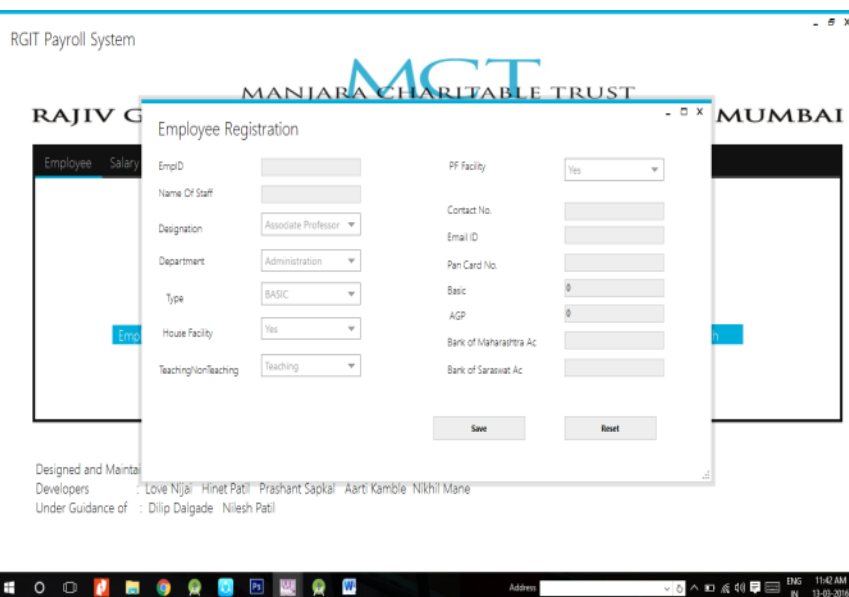 RGIT Payroll System
MCT
MANJARA CHARITABLE TRUST
RAJIV G
MUMBAI
Employee Salary
Employee Registration
EmpID
Name Of Staff
Designation Associate Professor
Department Administration
Type BASIC
House Facility Yes
TeachingNonTeaching Teaching
PF Facility Yes
Contact No.
Email ID
Pan Card No.
Basic 0
AGP 0
Bank of Maharashtra Ac
Bank of Saraswat Ac
Save Reset
Emp
h
Designed and Maintai
Developers : Love Nijai Hinet Patil Prashant Sapkal Aarti Kamble Nikhil Mane
Under Guidance of : Dilip Dalgade Nilesh Patil
Address
ENG 11:42 AM
IN 13-03-2016